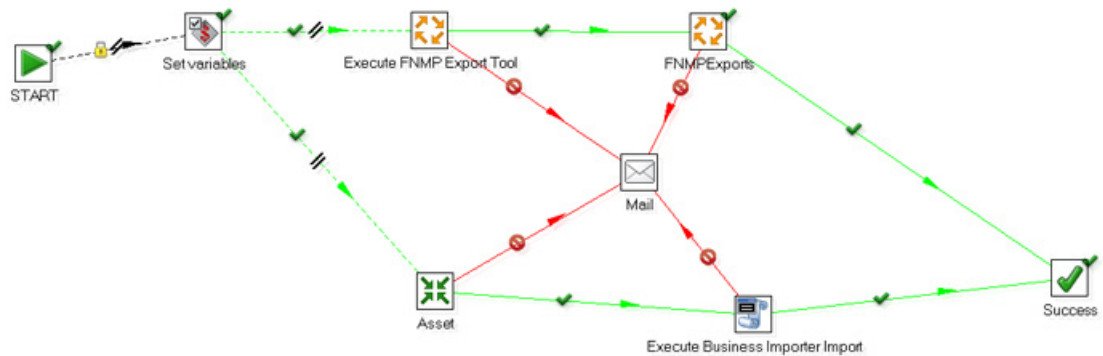 START
Set variables
Execute FNMP Export Tool
FNMPExports
Mail
Asset
Execute Business Importer Import
Success